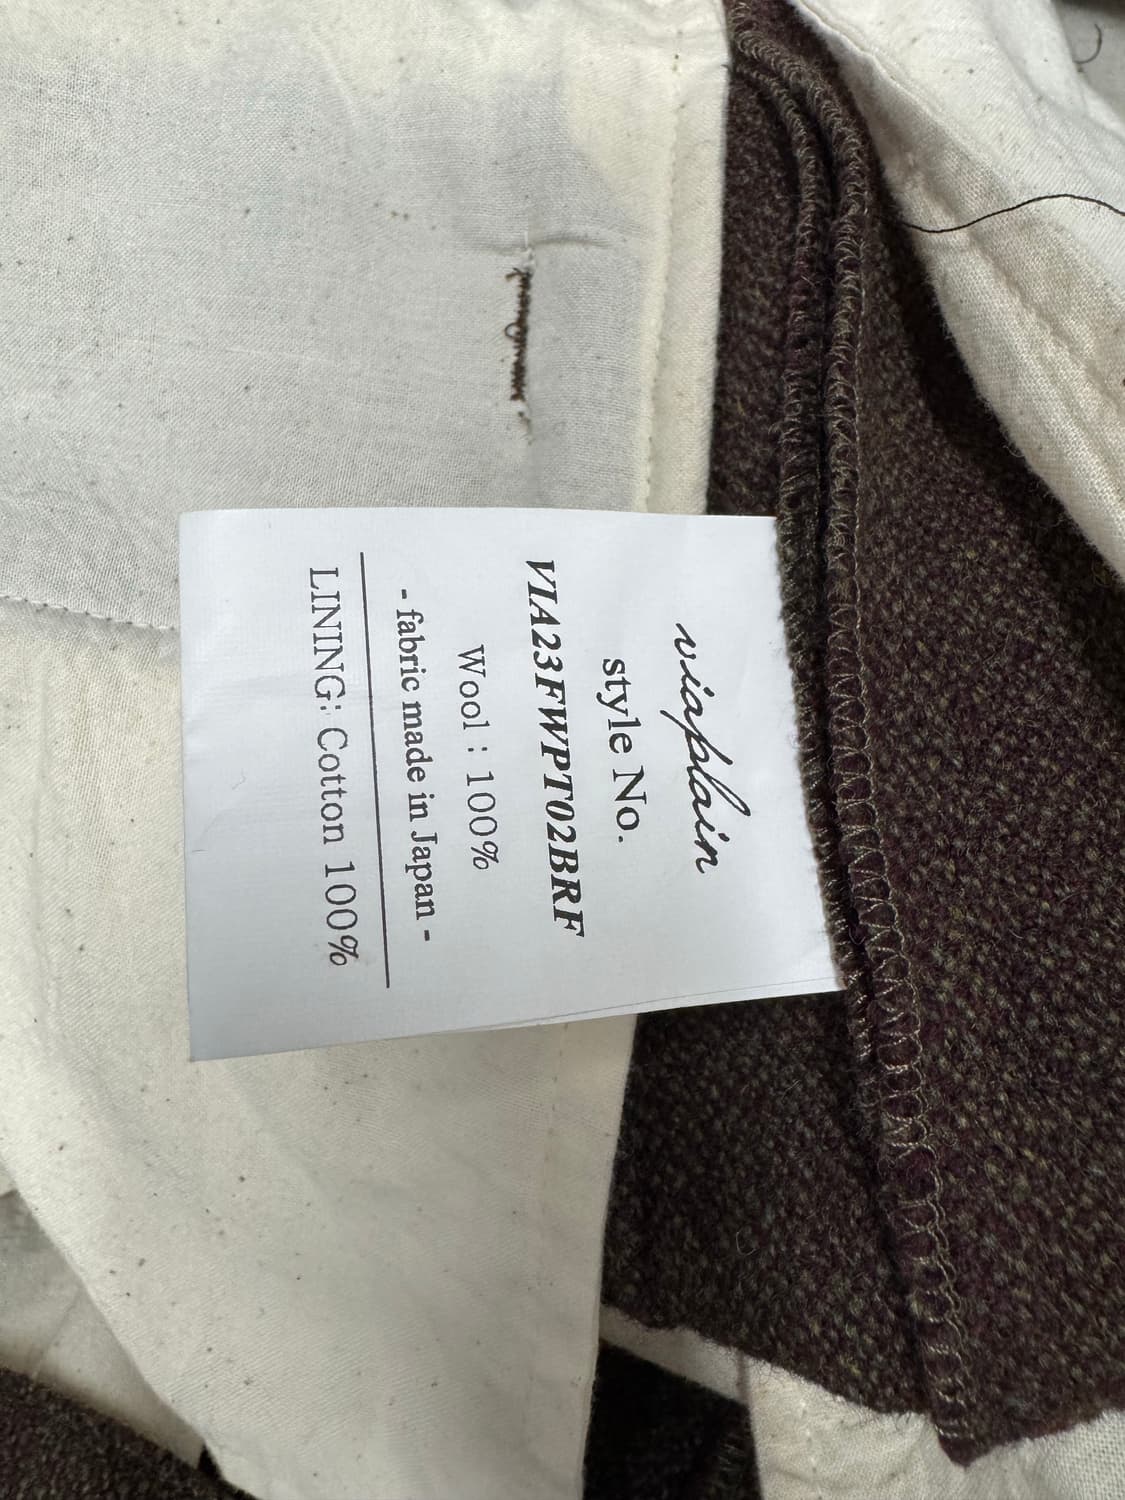 viaplain
style No.
VIA23FWPT02BRF
Wool : 100%
- fabric made in Japan -
LINING: Cotton 100%